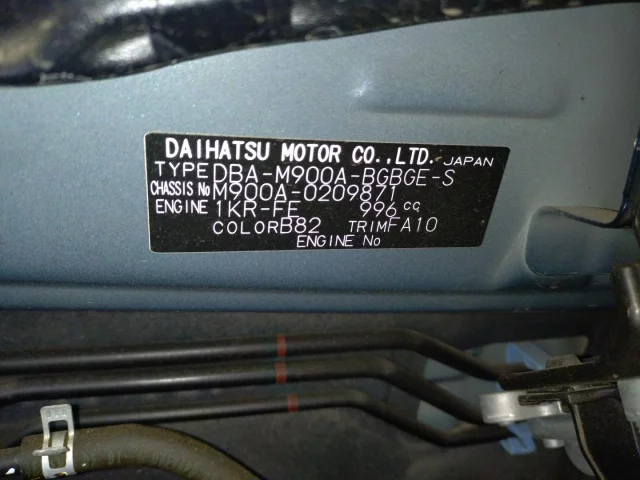 DAIHATSU MOTOR CO.,LTD. JAPAN
TYPE DBA-M900A-BGBGE-S
CHASSIS No M900A-0209871
ENGINE 1KR-FE 996 cc
COLOR B82 TRIM FA10
ENGINE No